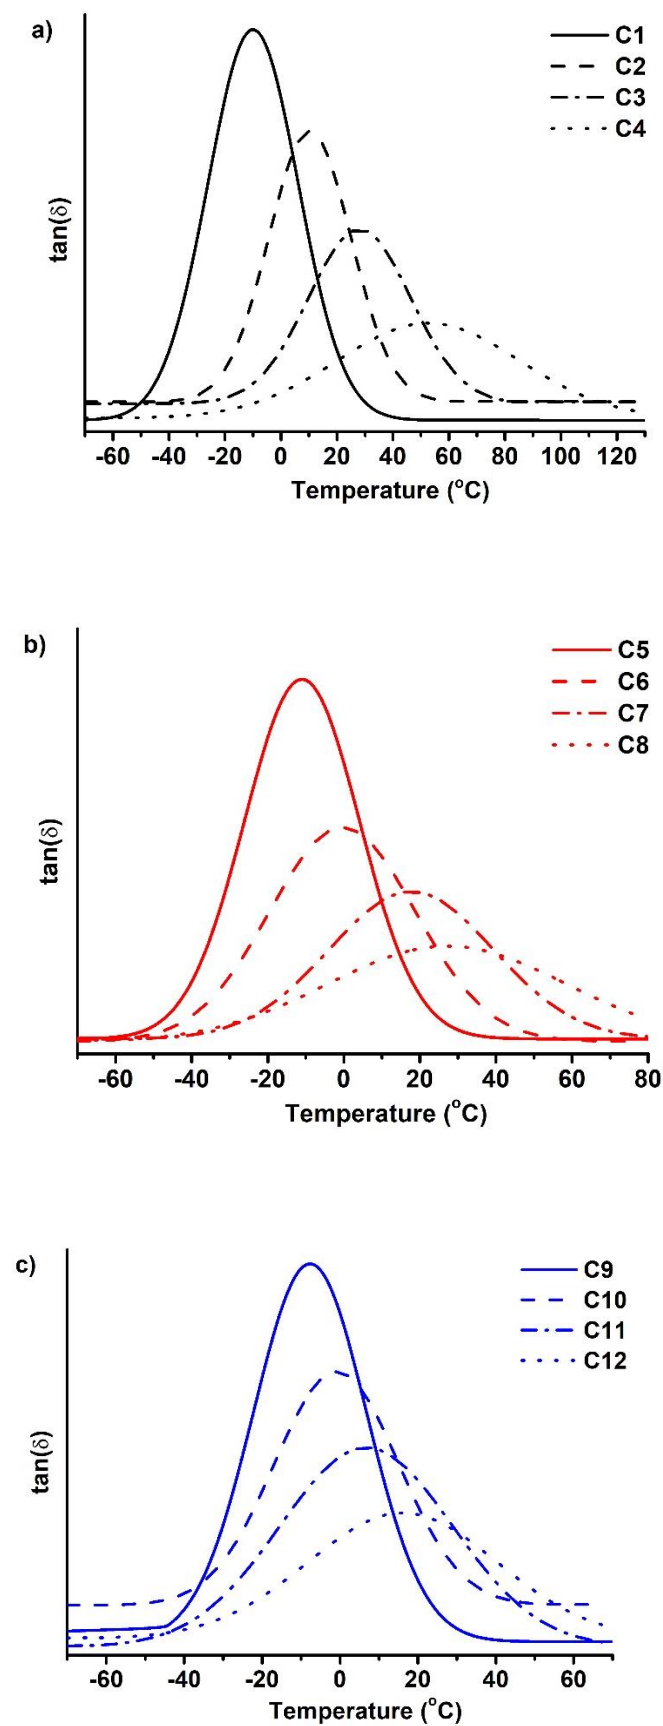 a)
C1
C2
C3
C4
tan(δ)
-60 -40 -20 0 20 40 60 80 100 120
Temperature (°C)
b)
C5
C6
C7
C8
tan(δ)
-60 -40 -20 0 20 40 60 80
Temperature (°C)
c)
C9
C10
C11
C12
tan(δ)
-60 -40 -20 0 20 40 60
Temperature (°C)